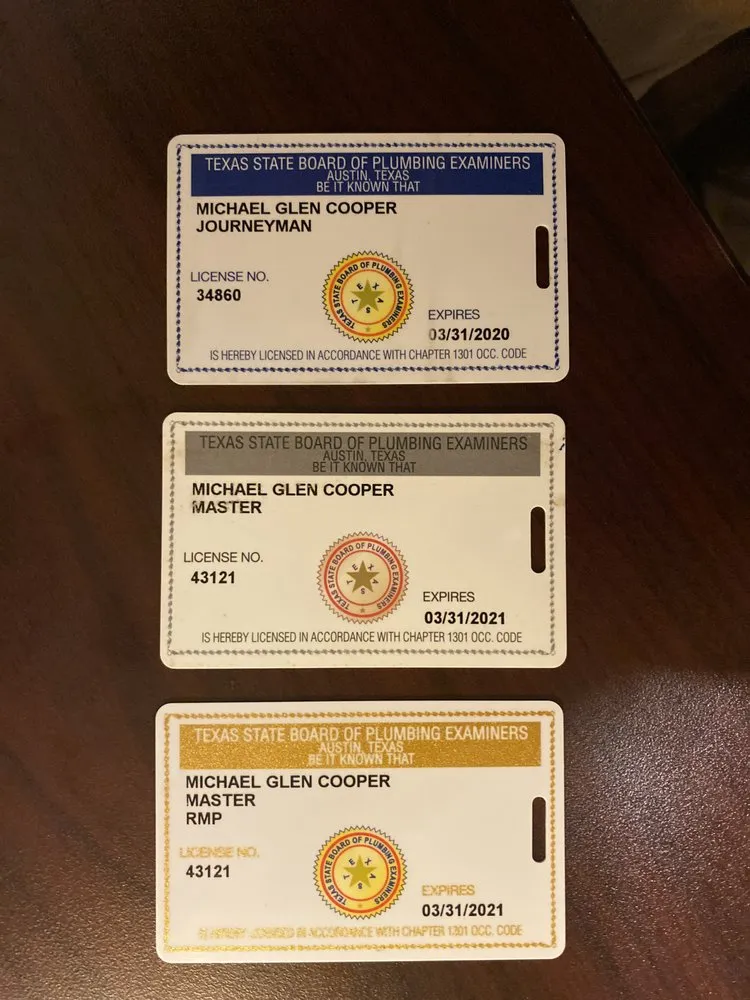 TEXAS STATE BOARD OF PLUMBING EXAMINERS
AUSTIN, TEXAS
BE IT KNOWN THAT
MICHAEL GLEN COOPER
JOURNEYMAN
LICENSE NO.
34860
TEXAS STATE BOARD OF PLUMBING EXAMINERS
TEXAS
EXPIRES
03/31/2020
IS HEREBY LICENSED IN ACCORDANCE WITH CHAPTER 1301 OCC. CODE
TEXAS STATE BOARD OF PLUMBING EXAMINERS
AUSTIN, TEXAS
BE IT KNOWN THAT
MICHAEL GLEN COOPER
MASTER
LICENSE NO.
43121
TEXAS STATE BOARD OF PLUMBING EXAMINERS
TEXAS
EXPIRES
03/31/2021
IS HEREBY LICENSED IN ACCORDANCE WITH CHAPTER 1301 OCC. CODE
TEXAS STATE BOARD OF PLUMBING EXAMINERS
AUSTIN, TEXAS
BE IT KNOWN THAT
MICHAEL GLEN COOPER
MASTER
RMP
LICENSE NO.
43121
TEXAS STATE BOARD OF PLUMBING EXAMINERS
TEXAS
EXPIRES
03/31/2021
IS HEREBY LICENSED IN ACCORDANCE WITH CHAPTER 1301 OCC. CODE